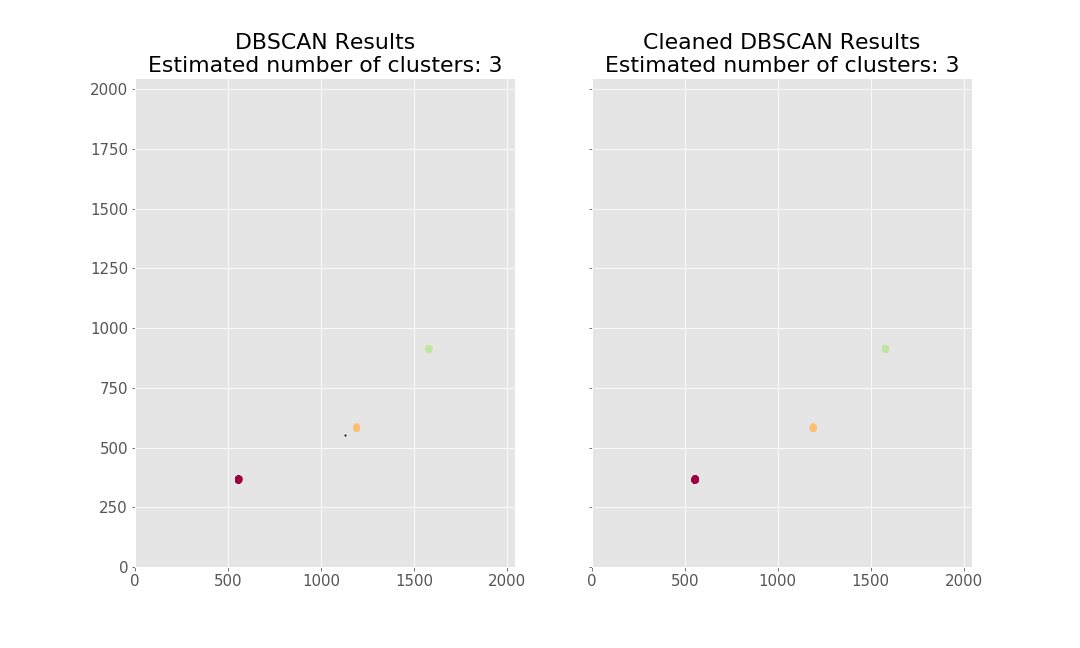 DBSCAN Results
Estimated number of clusters: 3
Cleaned DBSCAN Results
Estimated number of clusters: 3
2000
1750
1500
1250
1000
750
500
250
0
0 500 1000 1500 2000
0 500 1000 1500 2000